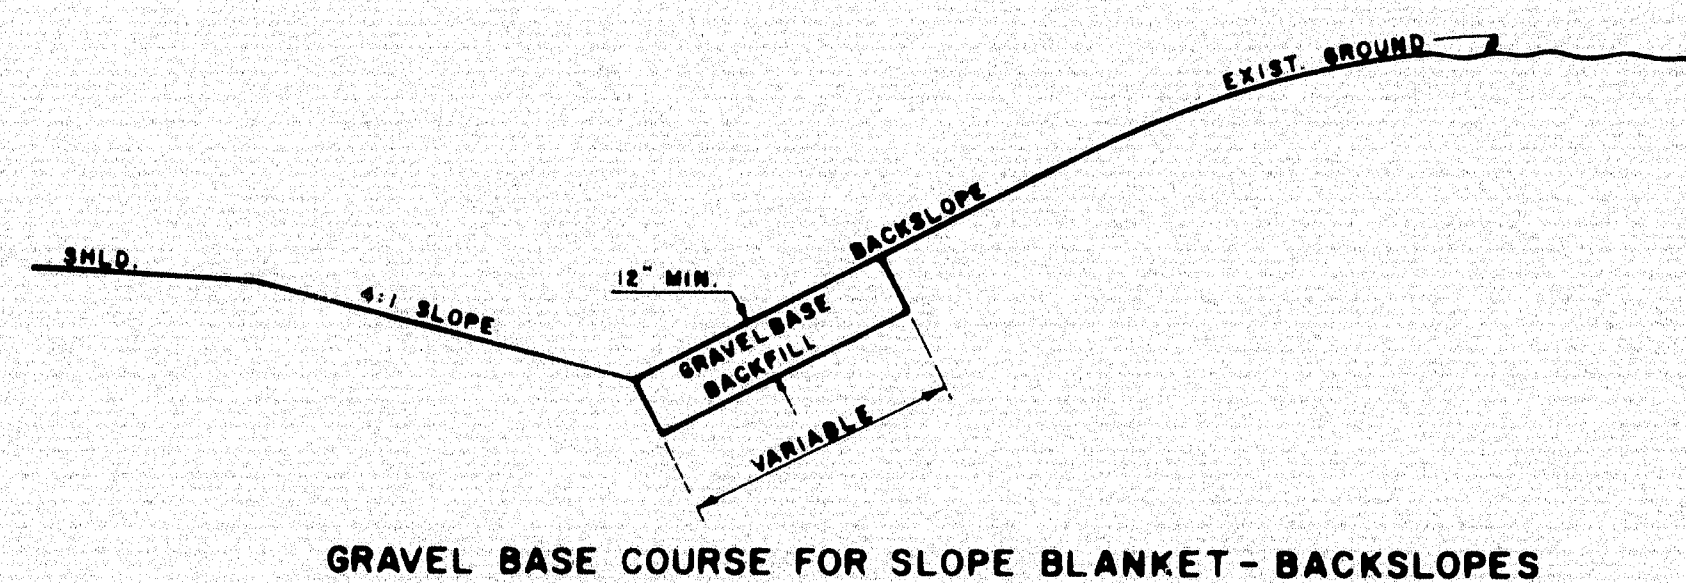 EXIST. GROUND
BACKSLOPE
SHLD.
12" MIN.
4:1 SLOPE
GRAVEL BASE
BACKFILL
VARIABLE
GRAVEL BASE COURSE FOR SLOPE BLANKET - BACKSLOPES